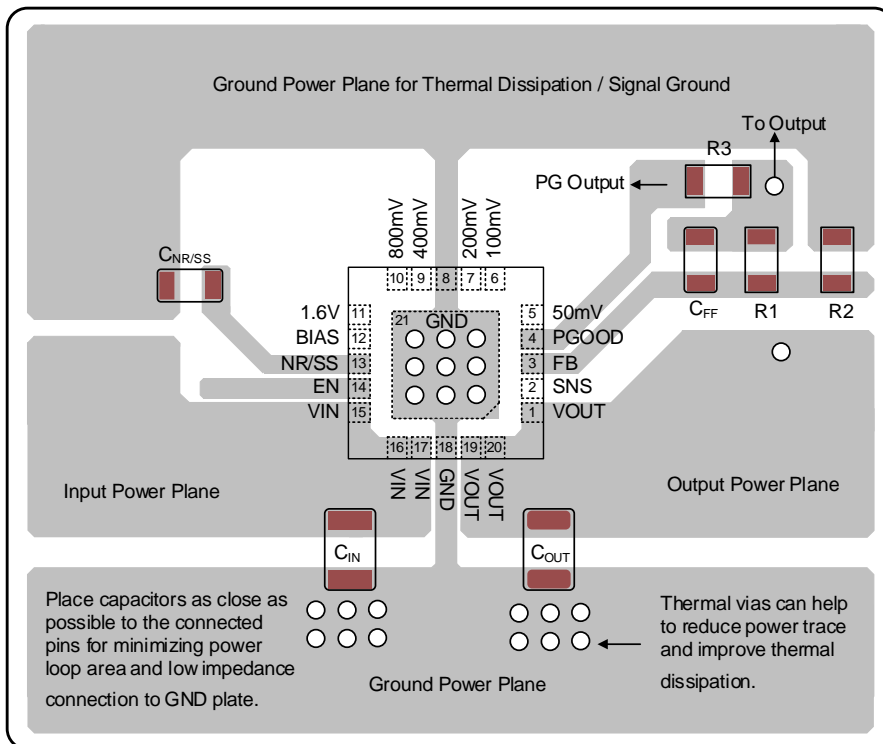 Ground Power Plane for Thermal Dissipation / Signal Ground
To Output
R3
PG Output
800mV
400mV
200mV
100mV
CNR/SS
CFF
R1
R2
10
9
8
7
6
1.6V
11
BIAS
12
NR/SS
13
EN
14
VIN
15
21
GND
5
50mV
4
PGOOD
3
FB
2
SNS
1
VOUT
16
17
18
19
20
VIN
VIN
GND
VOUT
VOUT
Input Power Plane
Output Power Plane
CIN
COUT
Place capacitors as close as
possible to the connected
pins for minimizing power
loop area and low impedance
connection to GND plate.
Thermal vias can help
to reduce power trace
and improve thermal
dissipation.
Ground Power Plane